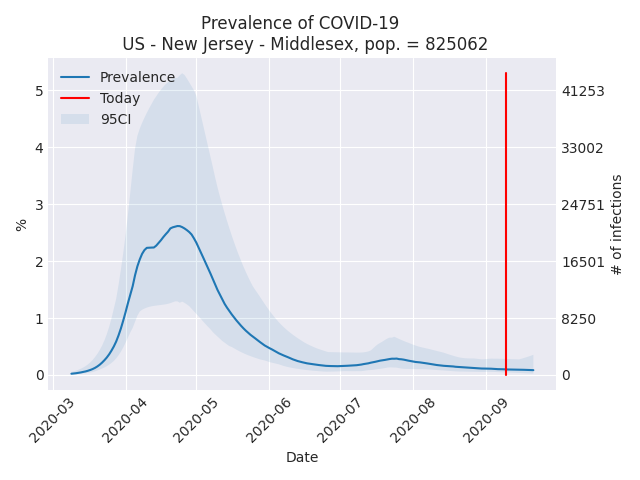 Prevalence of COVID-19
US - New Jersey - Middlesex, pop. = 825062
Prevalence
Today
95CI
5
4
3
2
1
0
%
41253
33002
24751
16501
8250
0
# of infections
2020-03
2020-04
2020-05
2020-06
2020-07
2020-08
2020-09
Date